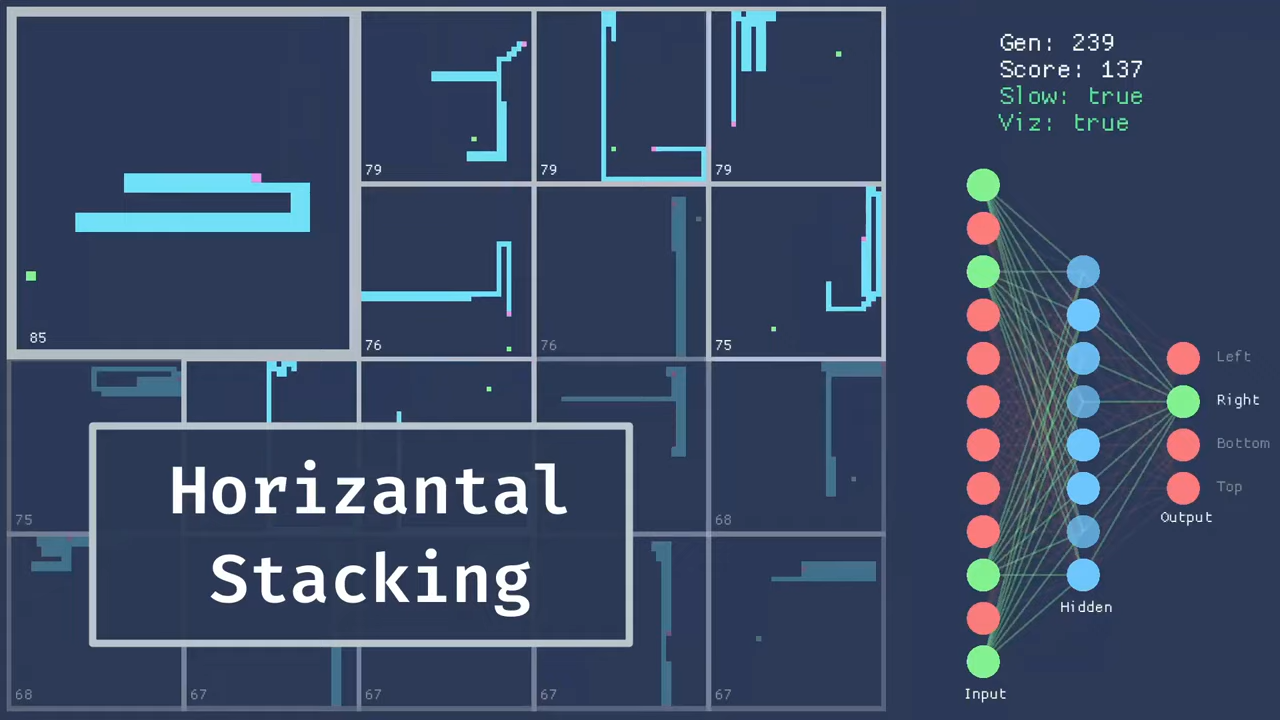 Gen: 239
Score: 137
Slow: true
Viz: true
79
79
79
85
76
76
75
75
68
Horizantal
Stacking
68
67
67
67
67
Left
Right
Bottom
Top
Output
Hidden
Input